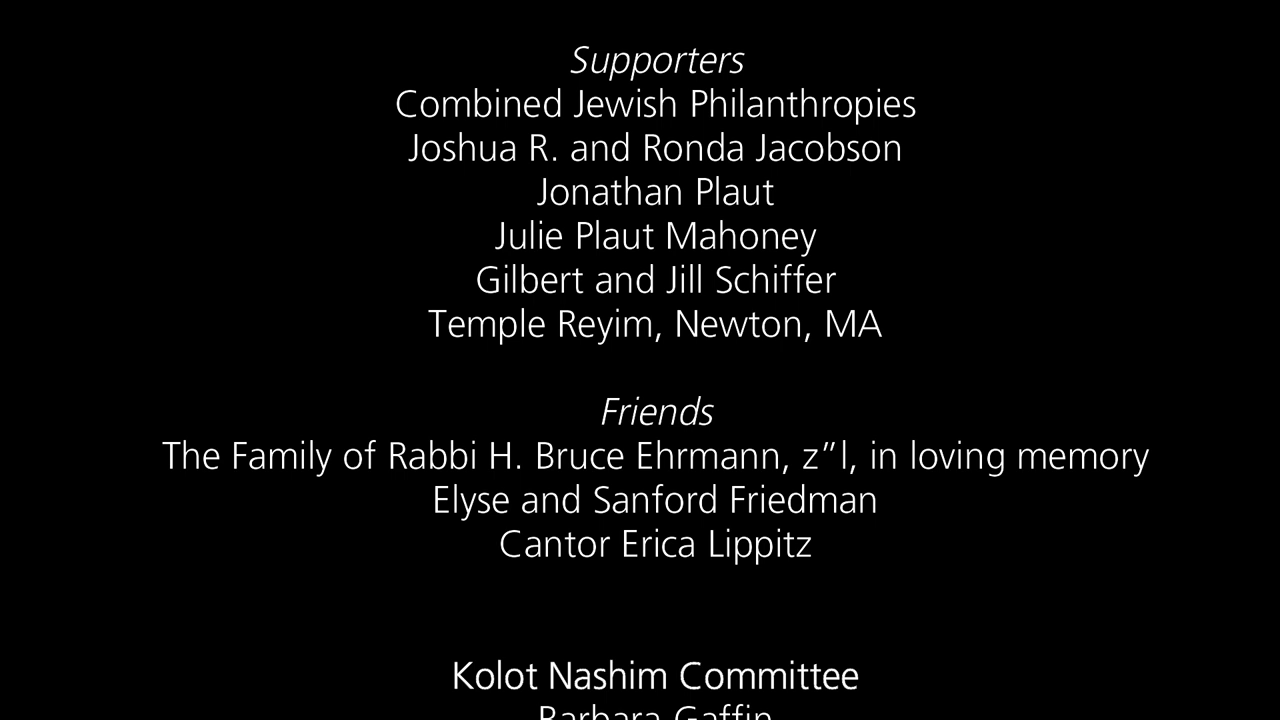 Supporters
Combined Jewish Philanthropies
Joshua R. and Ronda Jacobson
Jonathan Plaut
Julie Plaut Mahoney
Gilbert and Jill Schiffer
Temple Reyim, Newton, MA
Friends
The Family of Rabbi H. Bruce Ehrmann, z”l, in loving memory
Elyse and Sanford Friedman
Cantor Erica Lippitz
Kolot Nashim Committee
Barbara Gaffin